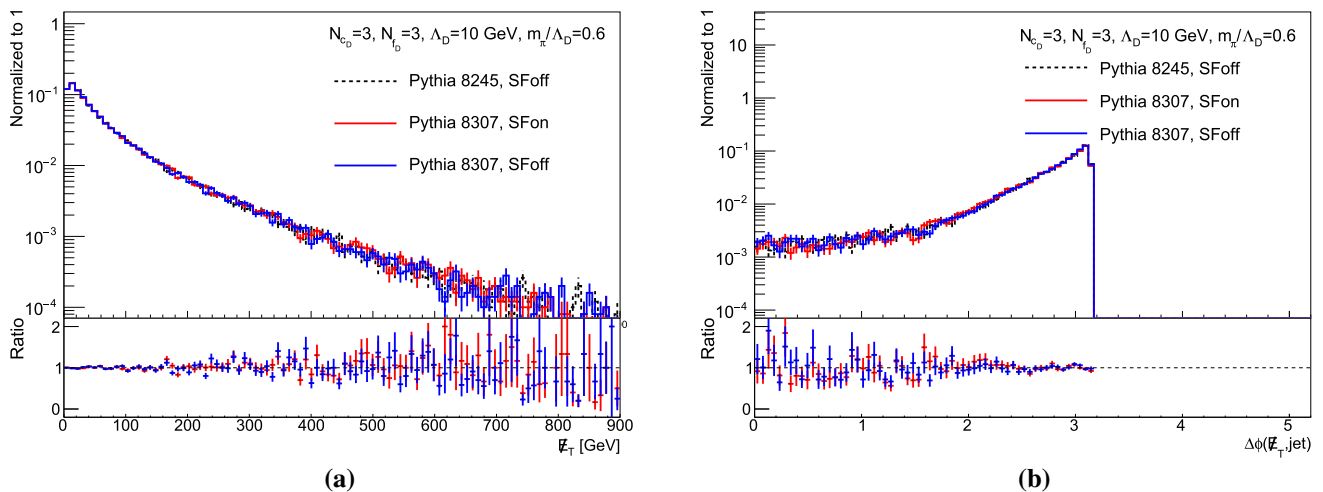 Normalized to 1
1
10⁻¹
10⁻²
10⁻³
10⁻⁴
N_{c_D}=3, N_{f_D}=3, Λ_D=10 GeV, m_π/Λ_D=0.6
Pythia 8245, SFoff
Pythia 8307, SFon
Pythia 8307, SFoff
Ratio
2
1
0
0
0 100 200 300 400 500 600 700 800 900
E̸_T [GeV]
(a)
Normalized to 1
10
1
10⁻¹
10⁻²
10⁻³
10⁻⁴
N_{c_D}=3, N_{f_D}=3, Λ_D=10 GeV, m_π/Λ_D=0.6
Pythia 8245, SFoff
Pythia 8307, SFon
Pythia 8307, SFoff
Ratio
2
1
0
0 1 2 3 4 5
Δϕ(E̸_T,jet)
(b)